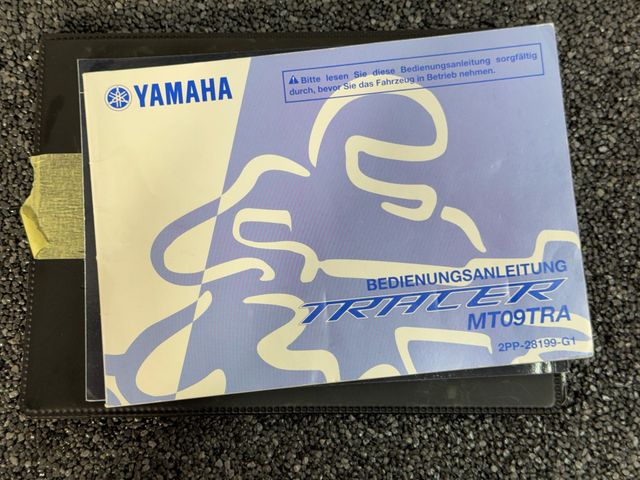 YAMAHA
Bitte lesen Sie diese Bedienungsanleitung sorgfältig
durch, bevor Sie das Fahrzeug in Betrieb nehmen.
BEDIENUNGSANLEITUNG
TRACER
MT09TRA
2PP-28199-G1